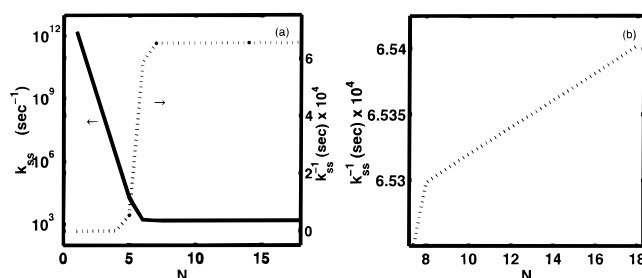 (a)
10^12
10^9
10^6
10^3
k_ss (sec^-1)
←
→
6
4
2
0
k_ss^-1 (sec) x 10^4
0 5 10 15
N
(b)
6.54
6.535
6.53
k_ss^-1 (sec) x 10^4
8 10 12 14 16 18
N